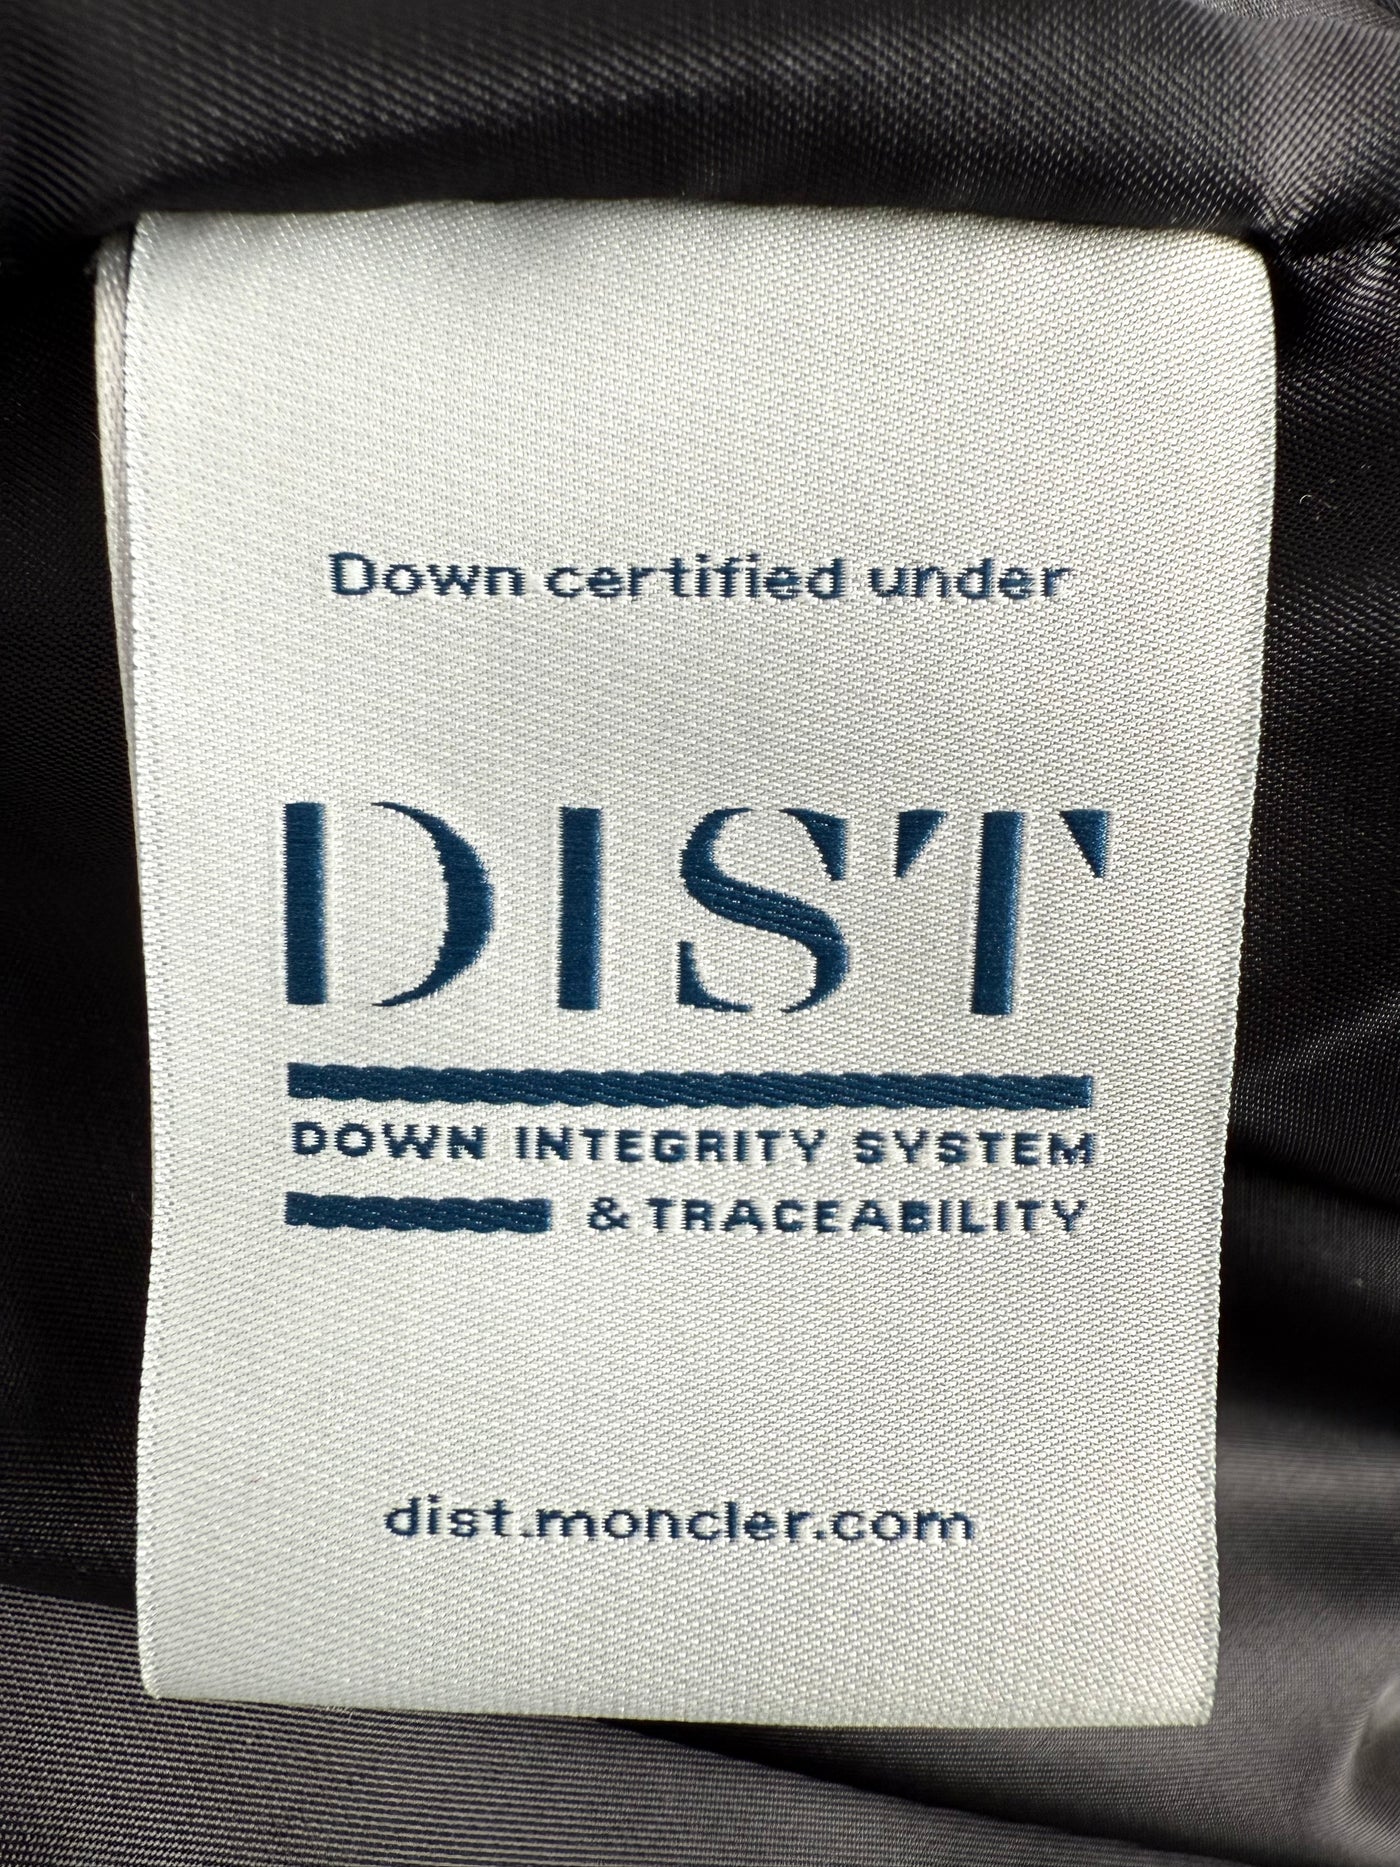 Down certified under
DIST
DOWN INTEGRITY SYSTEM
& TRACEABILITY
dist.moncler.com